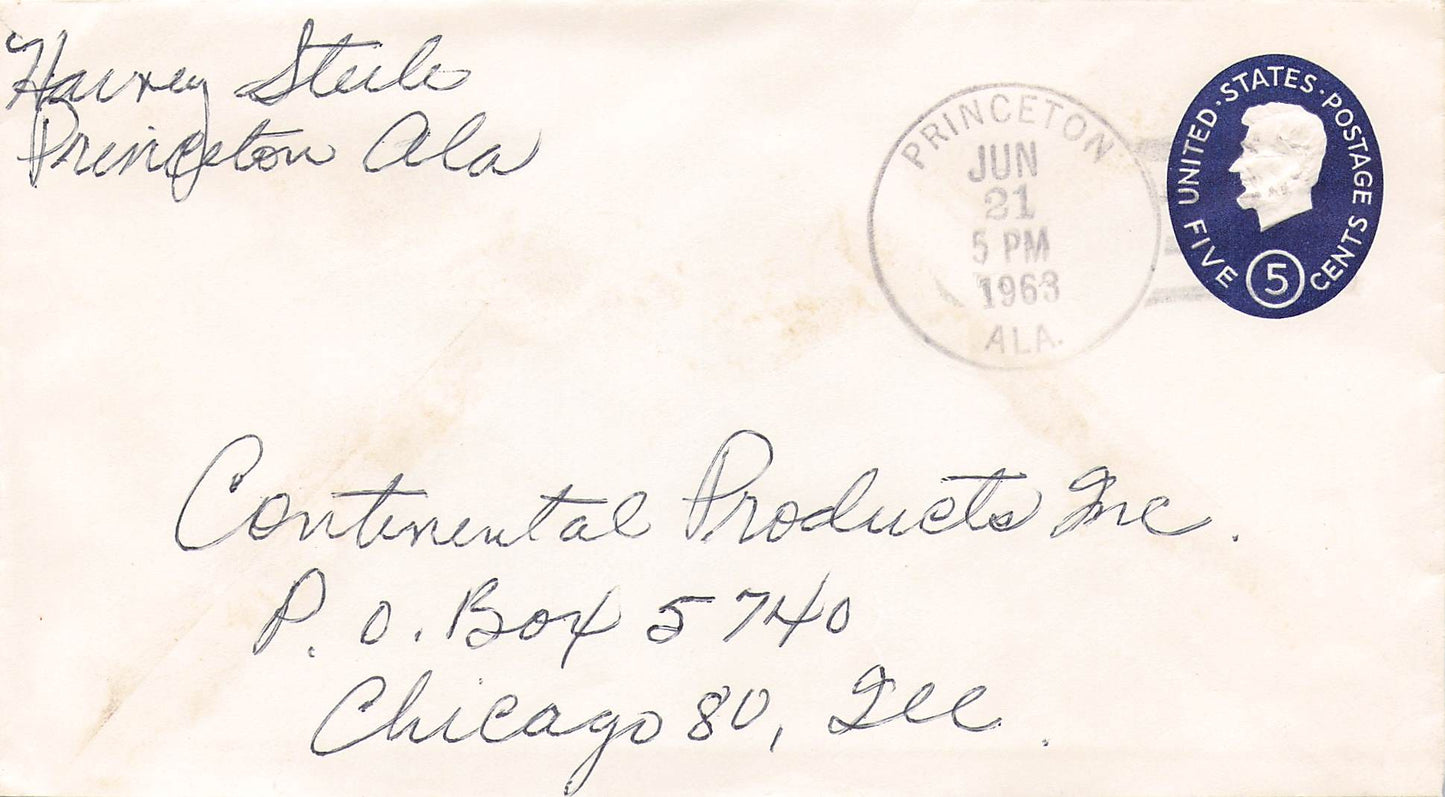 Harvey Steele
Princeton Ala
PRINCETON
JUN
21
5 PM
1963
ALA.
UNITED·STATES·POSTAGE
FIVE 5 CENTS
Continental Products Inc.
P. O. Box 5740
Chicago 80, Ill.